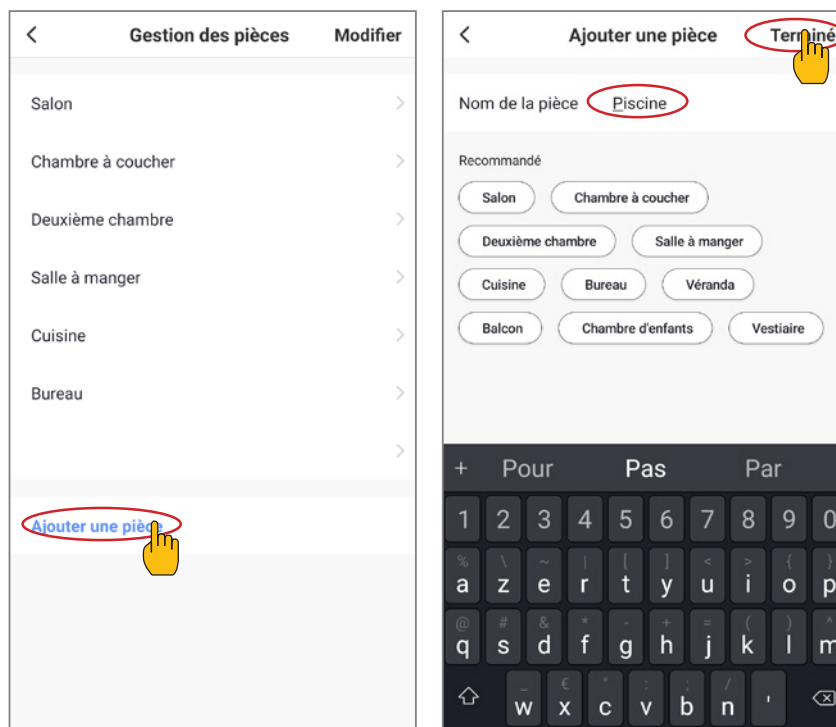 Gestion des pièces Modifier
Salon
Chambre à coucher
Deuxième chambre
Salle à manger
Cuisine
Bureau
Ajouter une pièce
Ajouter une pièce Terminé
Nom de la pièce Piscine
Recommandé
Salon Chambre à coucher
Deuxième chambre Salle à manger
Cuisine Bureau Véranda
Balcon Chambre d'enfants Vestiaire
+ Pour Pas Par
1 2 3 4 5 6 7 8 9 0
% \ ~ | [ ] < > { }
a z e r t y u i o p
@ # & * - + = ( ) ^
q s d f g h j k l m
_ € " : ; /
w x c v b n '